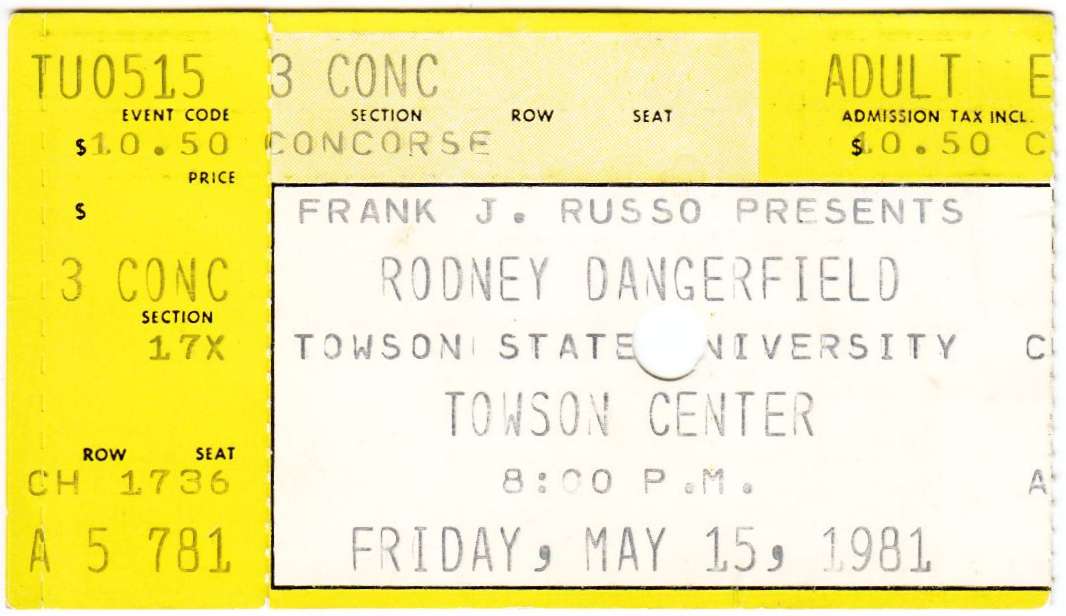 TU0515 3 CONC ADULT E
EVENT CODE SECTION ROW SEAT ADMISSION TAX INCL.
$10.50 CONCORSE $10.50 C
PRICE
$
FRANK J. RUSSO PRESENTS
3 CONC RODNEY DANGERFIELD
SECTION
17X TOWSON STATE NIVERSITY C
TOWSON CENTER
ROW SEAT
CH 1736 8:00 P.M. A
A 5 781 FRIDAY, MAY 15, 1981